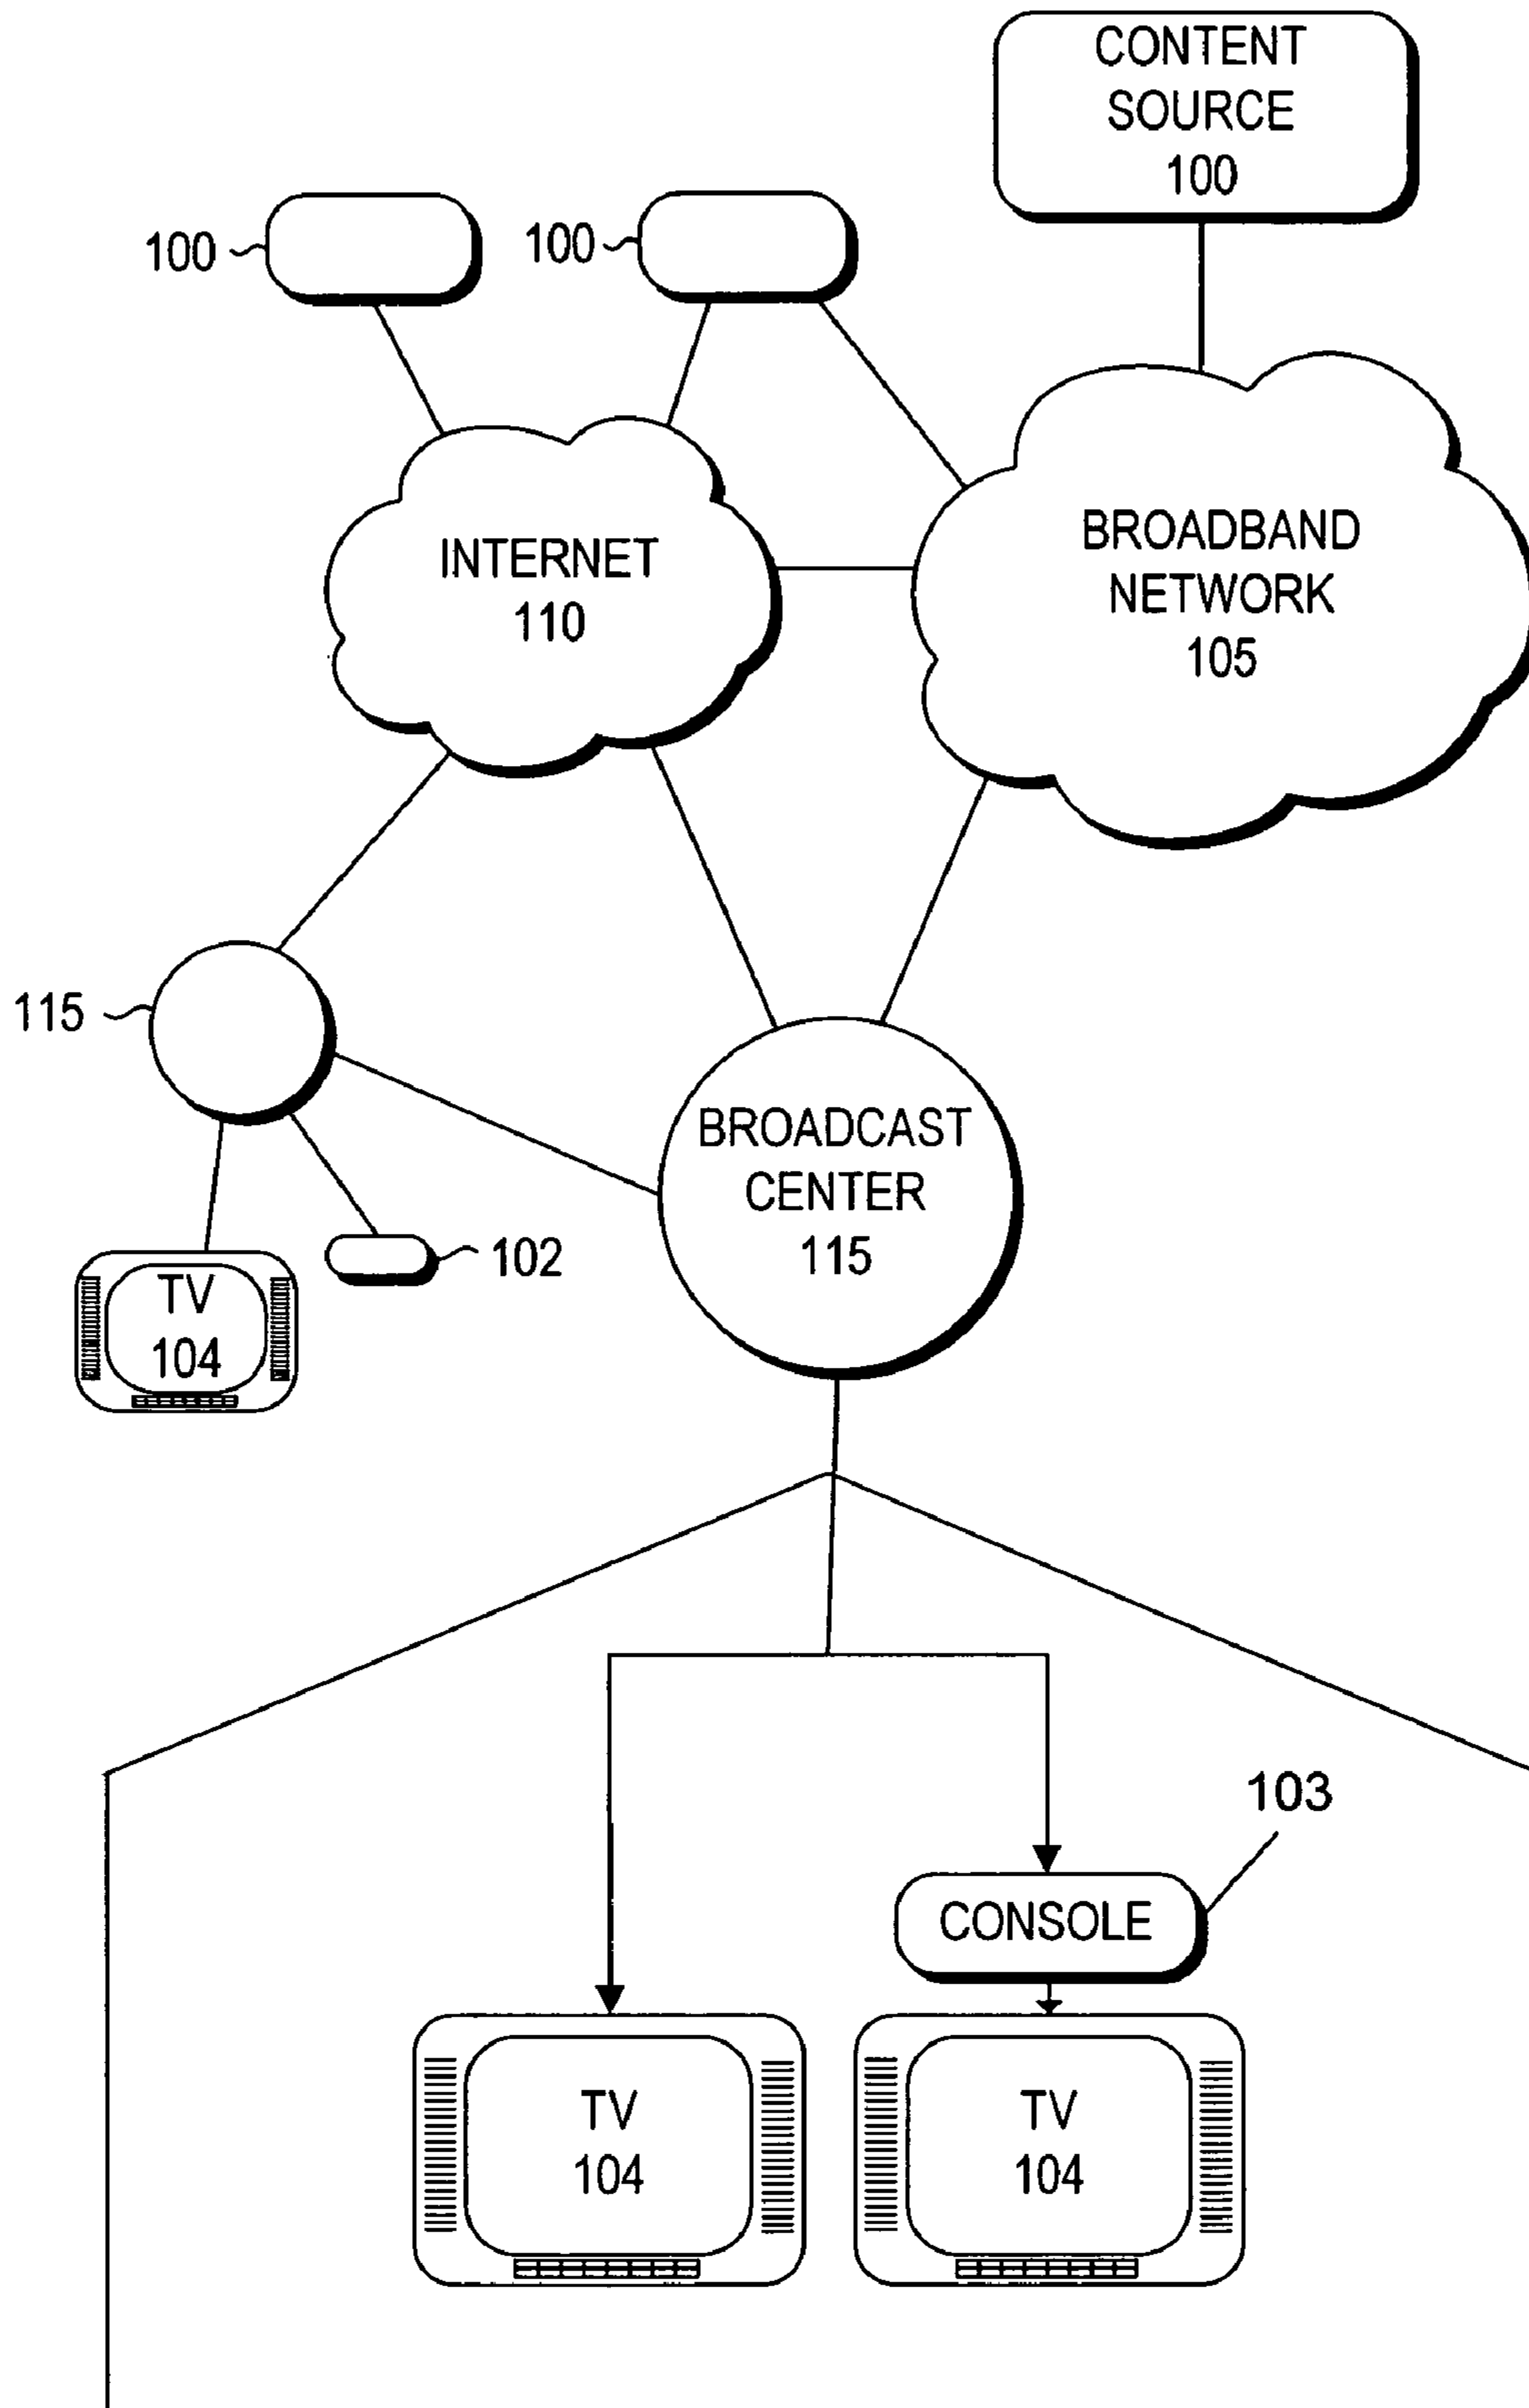 CONTENT
SOURCE
100
100
100
INTERNET
110
BROADBAND
NETWORK
105
115
BROADCAST
CENTER
115
102
TV
104
103
CONSOLE
TV
104
TV
104